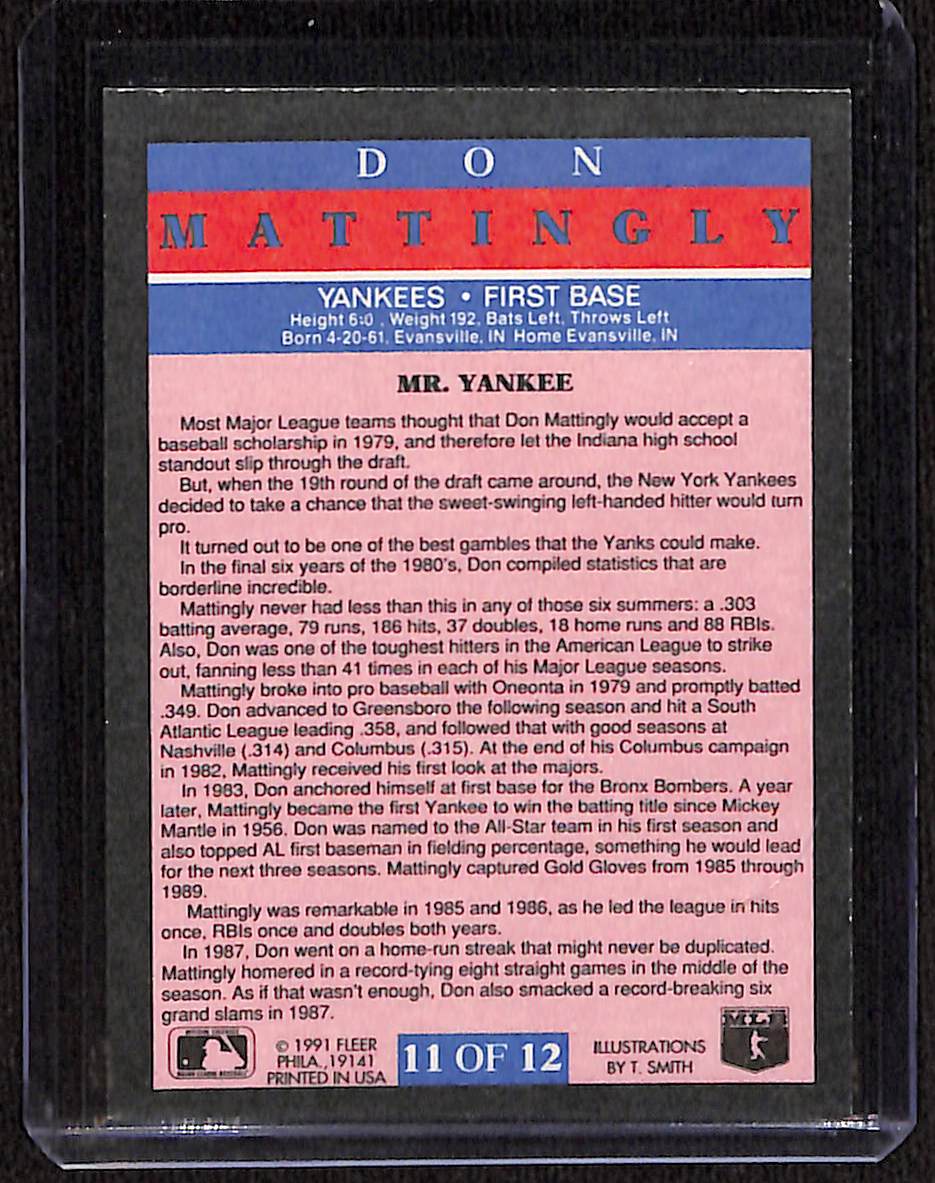 DON
MATTINGLY
YANKEES • FIRST BASE
Height 6:0 , Weight 192, Bats Left, Throws Left
Born 4-20-61, Evansville, IN Home Evansville, IN
MR. YANKEE
Most Major League teams thought that Don Mattingly would accept a
baseball scholarship in 1979, and therefore let the Indiana high school
standout slip through the draft.
But, when the 19th round of the draft came around, the New York Yankees
decided to take a chance that the sweet-swinging left-handed hitter would turn
pro.
It turned out to be one of the best gambles that the Yanks could make.
In the final six years of the 1980's, Don compiled statistics that are
borderline incredible.
Mattingly never had less than this in any of those six summers: a .303
batting average, 79 runs, 186 hits, 37 doubles, 18 home runs and 88 RBIs.
Also, Don was one of the toughest hitters in the American League to strike
out, fanning less than 41 times in each of his Major League seasons.
Mattingly broke into pro baseball with Oneonta in 1979 and promptly batted
.349. Don advanced to Greensboro the following season and hit a South
Atlantic League leading .358, and followed that with good seasons at
Nashville (.314) and Columbus (.315). At the end of his Columbus campaign
in 1982, Mattingly received his first look at the majors.
In 1983, Don anchored himself at first base for the Bronx Bombers. A year
later, Mattingly became the first Yankee to win the batting title since Mickey
Mantle in 1956. Don was named to the All-Star team in his first season and
also topped AL first baseman in fielding percentage, something he would lead
for the next three seasons. Mattingly captured Gold Gloves from 1985 through
1989.
Mattingly was remarkable in 1985 and 1986, as he led the league in hits
once, RBIs once and doubles both years.
In 1987, Don went on a home-run streak that might never be duplicated.
Mattingly homered in a record-tying eight straight games in the middle of the
season. As if that wasn't enough, Don also smacked a record-breaking six
grand slams in 1987.
© 1991 FLEER
PHILA., 19141
PRINTED IN USA
11 OF 12
ILLUSTRATIONS
BY T. SMITH